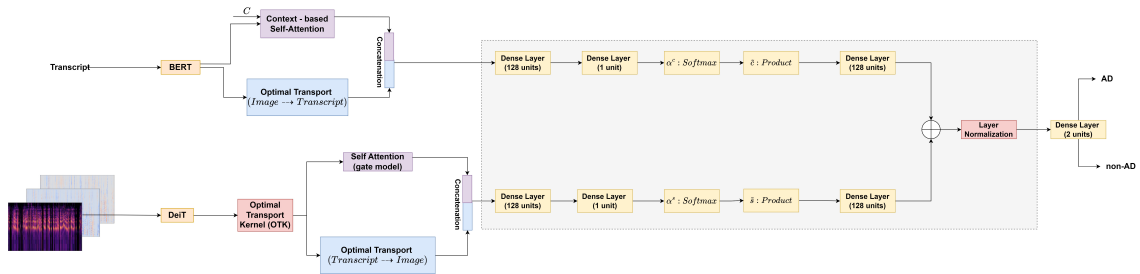 C
Context - based
Self-Attention
Transcript
BERT
Optimal Transport
(Image ⇢ Transcript)
Concatenation
Dense Layer
(128 units)
Dense Layer
(1 unit)
α^c : Softmax
ĉ : Product
Dense Layer
(128 units)
Layer
Normalization
Dense Layer
(2 units)
AD
non-AD
DeiT
Optimal
Transport
Kernel (OTK)
Self Attention
(gate model)
Optimal Transport
(Transcript ⇢ Image)
Concatenation
Dense Layer
(128 units)
Dense Layer
(1 unit)
α^s : Softmax
ŝ : Product
Dense Layer
(128 units)